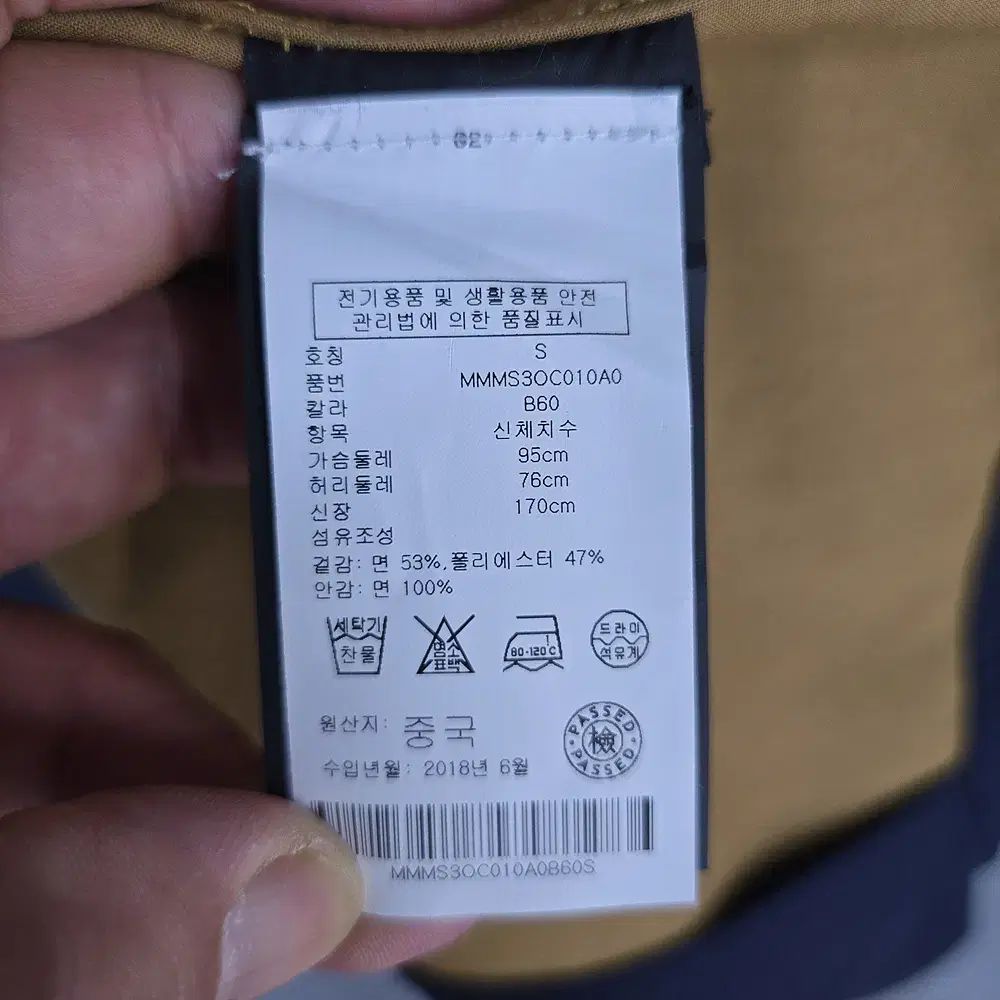 62
전기용품 및 생활용품 안전
관리법에 의한 품질표시
호칭 S
품번 MMMS3OC010A0
칼라 B60
항목 신체치수
가슴둘레 95cm
허리둘레 76cm
신장 170cm
섬유조성
겉감: 면 53%,폴리에스터 47%
안감: 면 100%
세탁기
찬물
염소
표백
80-120°C
드라이
석유계
원산지: 중국
PASSED
檢
PASSED
수입년월: 2018년 6월
MMMS3OC010A0B60S